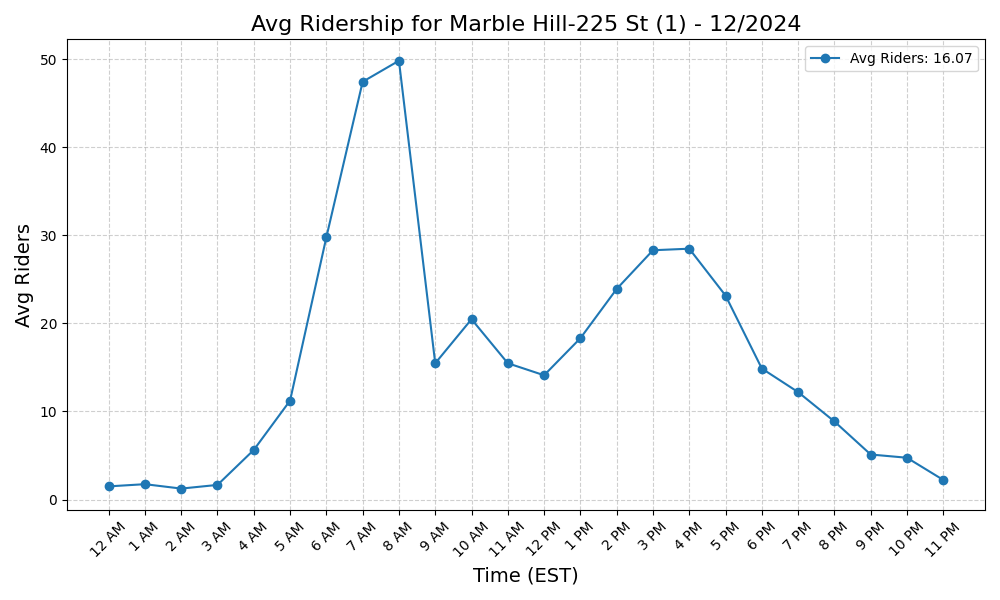 Avg Ridership for Marble Hill-225 St (1) - 12/2024
Avg Riders: 16.07
Avg Riders
50
40
30
20
10
0
12 AM
1 AM
2 AM
3 AM
4 AM
5 AM
6 AM
7 AM
8 AM
9 AM
10 AM
11 AM
12 PM
1 PM
2 PM
3 PM
4 PM
5 PM
6 PM
7 PM
8 PM
9 PM
10 PM
11 PM
Time (EST)